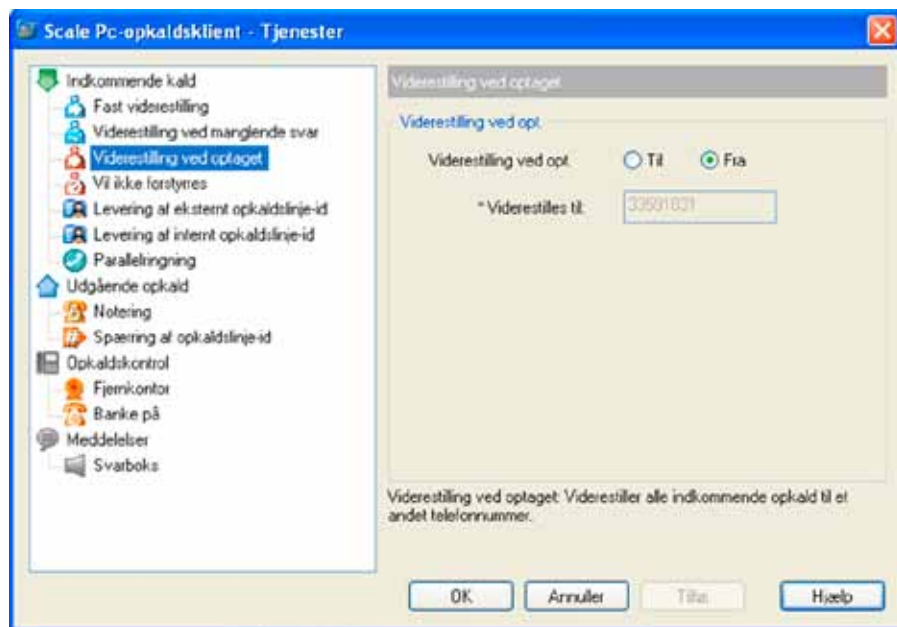 Scale Pc-opkaldsklient - Tjenester
Indkommende kald
Fast viderestilling
Viderestilling ved manglende svar
Viderestilling ved optaget
Vil ikke forstyrres
Levering af eksternt opkaldslinje-id
Levering af internt opkaldslinje-id
Parallelringning
Udgående opkald
Notering
Spærring af opkaldslinje-id
Opkaldskontrol
Fjernkontor
Banke på
Meddelelser
Svarboks
Viderestilling ved optaget
Viderestilling ved opt.
Viderestilling ved opt. Til Fra
* Viderestilles til:
Viderestilling ved optaget: Viderestiller alle indkommende opkald til et
andet telefonnummer.
OK Annuller Hjælp